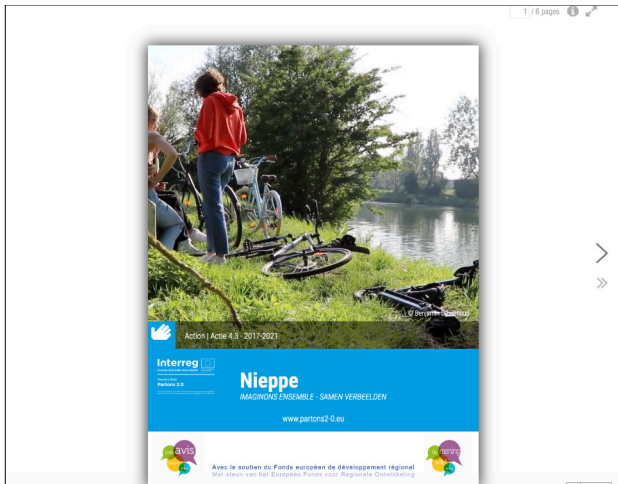 1 / 6 pages
© Benjamin
Action | Actie 4.3 - 2017-2021
Interreg
Partons 2.0
Nieppe
IMAGINONS ENSEMBLE - SAMEN VERBEELDEN
www.partons2-0.eu
avis
mening
Avec le soutien du Fonds européen de développement régional
Met steun van het Europees Fonds voor Regionale Ontwikkeling